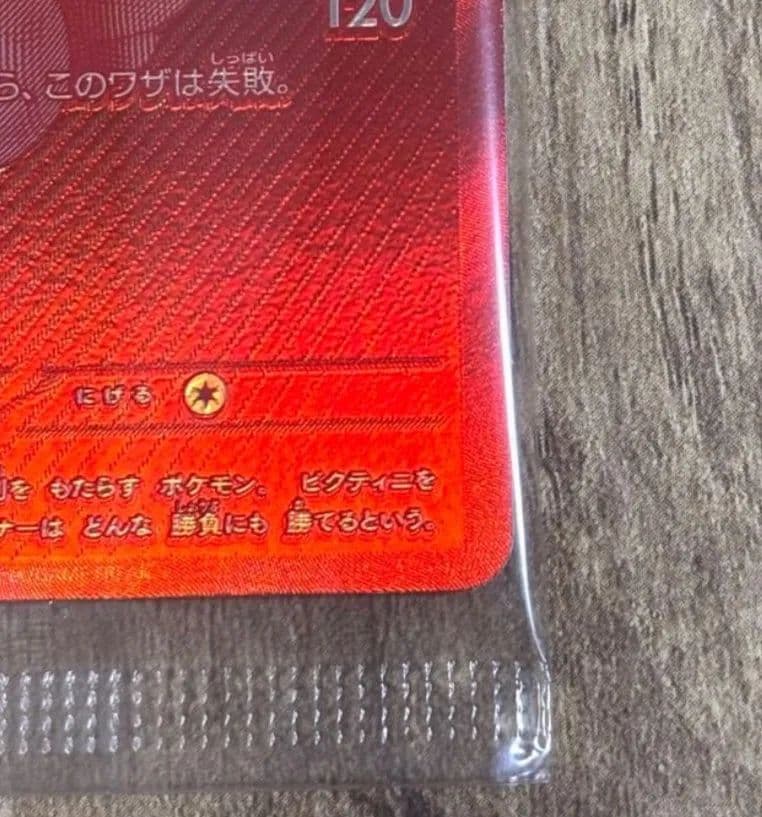 120
しっぱい
ら、このワザは失敗。
にげる
を もたらす ポケモン。 ビクティニを
ナーは どんな 勝負にも 勝てるという。